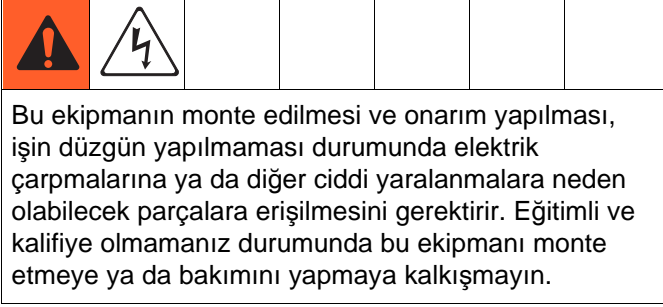 Bu ekipmanın monte edilmesi ve onarım yapılması,
işin düzgün yapılmaması durumunda elektrik
çarpmalarına ya da diğer ciddi yaralanmalara neden
olabilecek parçalara erişilmesini gerektirir. Eğitimli ve
kalifiye olmamanız durumunda bu ekipmanı monte
etmeye ya da bakımını yapmaya kalkışmayın.